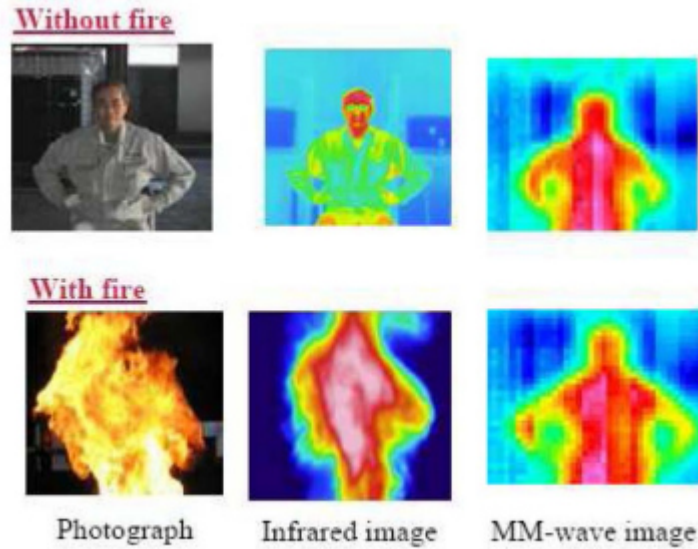 Without fire
With fire
Photograph
Infrared image
MM-wave image